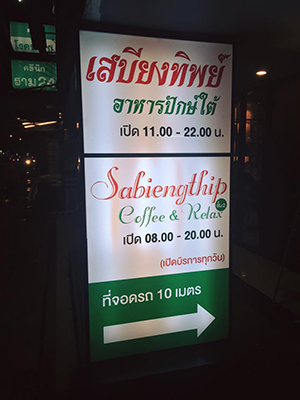 เสบียงทิพย์
อาหารปักษ์ใต้
เปิด 11.00 - 22.00 น.
Sabiengthip
Coffee & Relax
เปิด 08.00 - 20.00 น.
(เปิดบริการทุกวัน)
ที่จอดรถ 10 เมตร